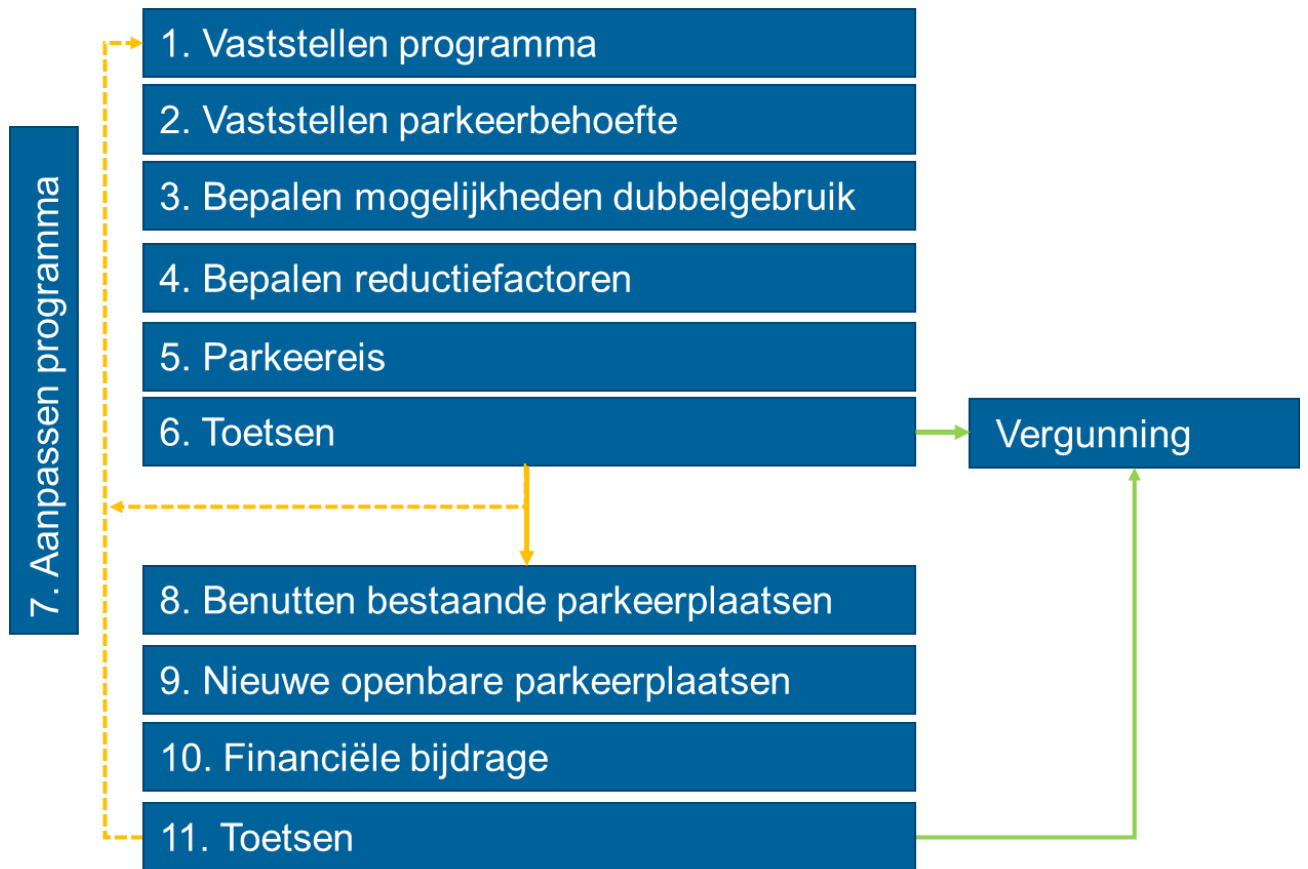 1. Vaststellen programma
2. Vaststellen parkeerbehoefte
3. Bepalen mogelijkheden dubbelgebruik
4. Bepalen reductiefactoren
5. Parkeereis
6. Toetsen
Vergunning
7. Aanpassen programma
8. Benutten bestaande parkeerplaatsen
9. Nieuwe openbare parkeerplaatsen
10. Financiële bijdrage
11. Toetsen